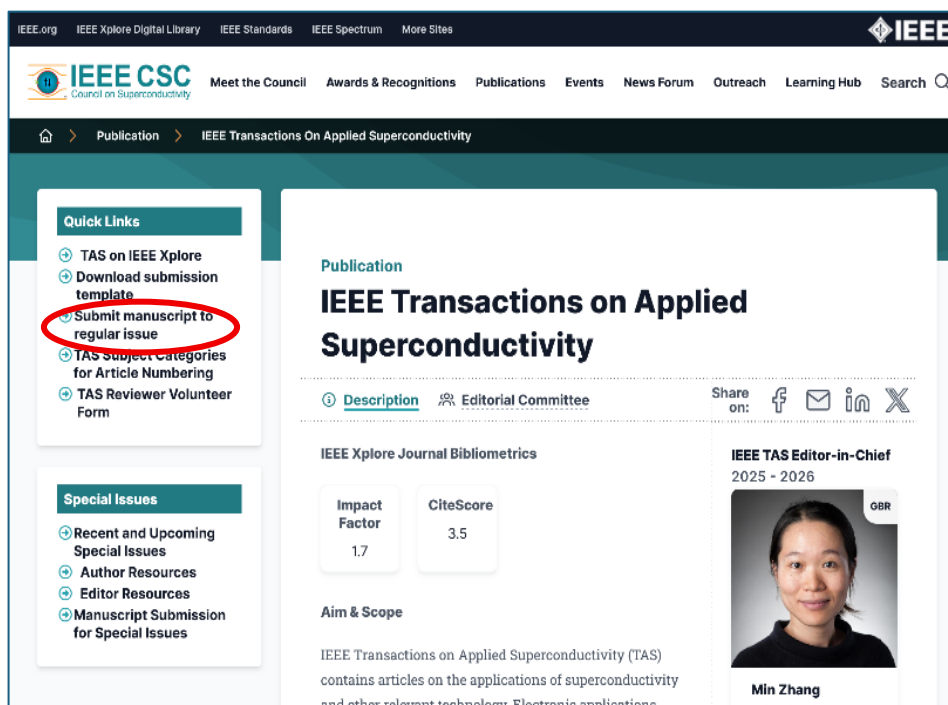 IEEE.org IEEE Xplore Digital Library IEEE Standards IEEE Spectrum More Sites
IEEE
IEEE CSC
Council on Superconductivity
Meet the Council Awards & Recognitions Publications Events News Forum Outreach Learning Hub Search
Publication IEEE Transactions On Applied Superconductivity
Quick Links
TAS on IEEE Xplore
Download submission
template
Submit manuscript to
regular issue
TAS Subject Categories
for Article Numbering
TAS Reviewer Volunteer
Form
Special Issues
Recent and Upcoming
Special Issues
Author Resources
Editor Resources
Manuscript Submission
for Special Issues
Publication
IEEE Transactions on Applied
Superconductivity
Description Editorial Committee
Share
on:
IEEE Xplore Journal Bibliometrics
Impact
Factor
1.7
CiteScore
3.5
Aim & Scope
IEEE Transactions on Applied Superconductivity (TAS)
contains articles on the applications of superconductivity
and other relevant technology. Electronic applications
IEEE TAS Editor-in-Chief
2025 - 2026
GBR
Min Zhang